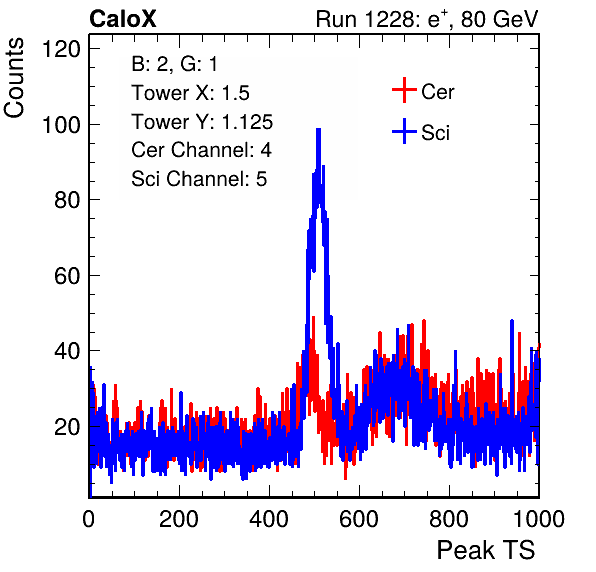 CaloX Run 1228: e+, 80 GeV
Counts
B: 2, G: 1
Tower X: 1.5
Tower Y: 1.125
Cer Channel: 4
Sci Channel: 5
Cer
Sci
120
100
80
60
40
20
0 200 400 600 800 1000
Peak TS